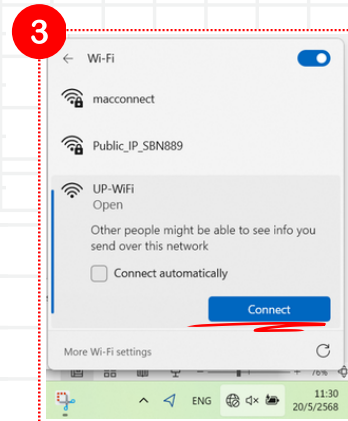 3
Wi-Fi
macconnect
Public_IP_SBN889
UP-WiFi
Open
Other people might be able to see info you
send over this network
Connect automatically
Connect
More Wi-Fi settings
76%
ENG
11:30
20/5/2568